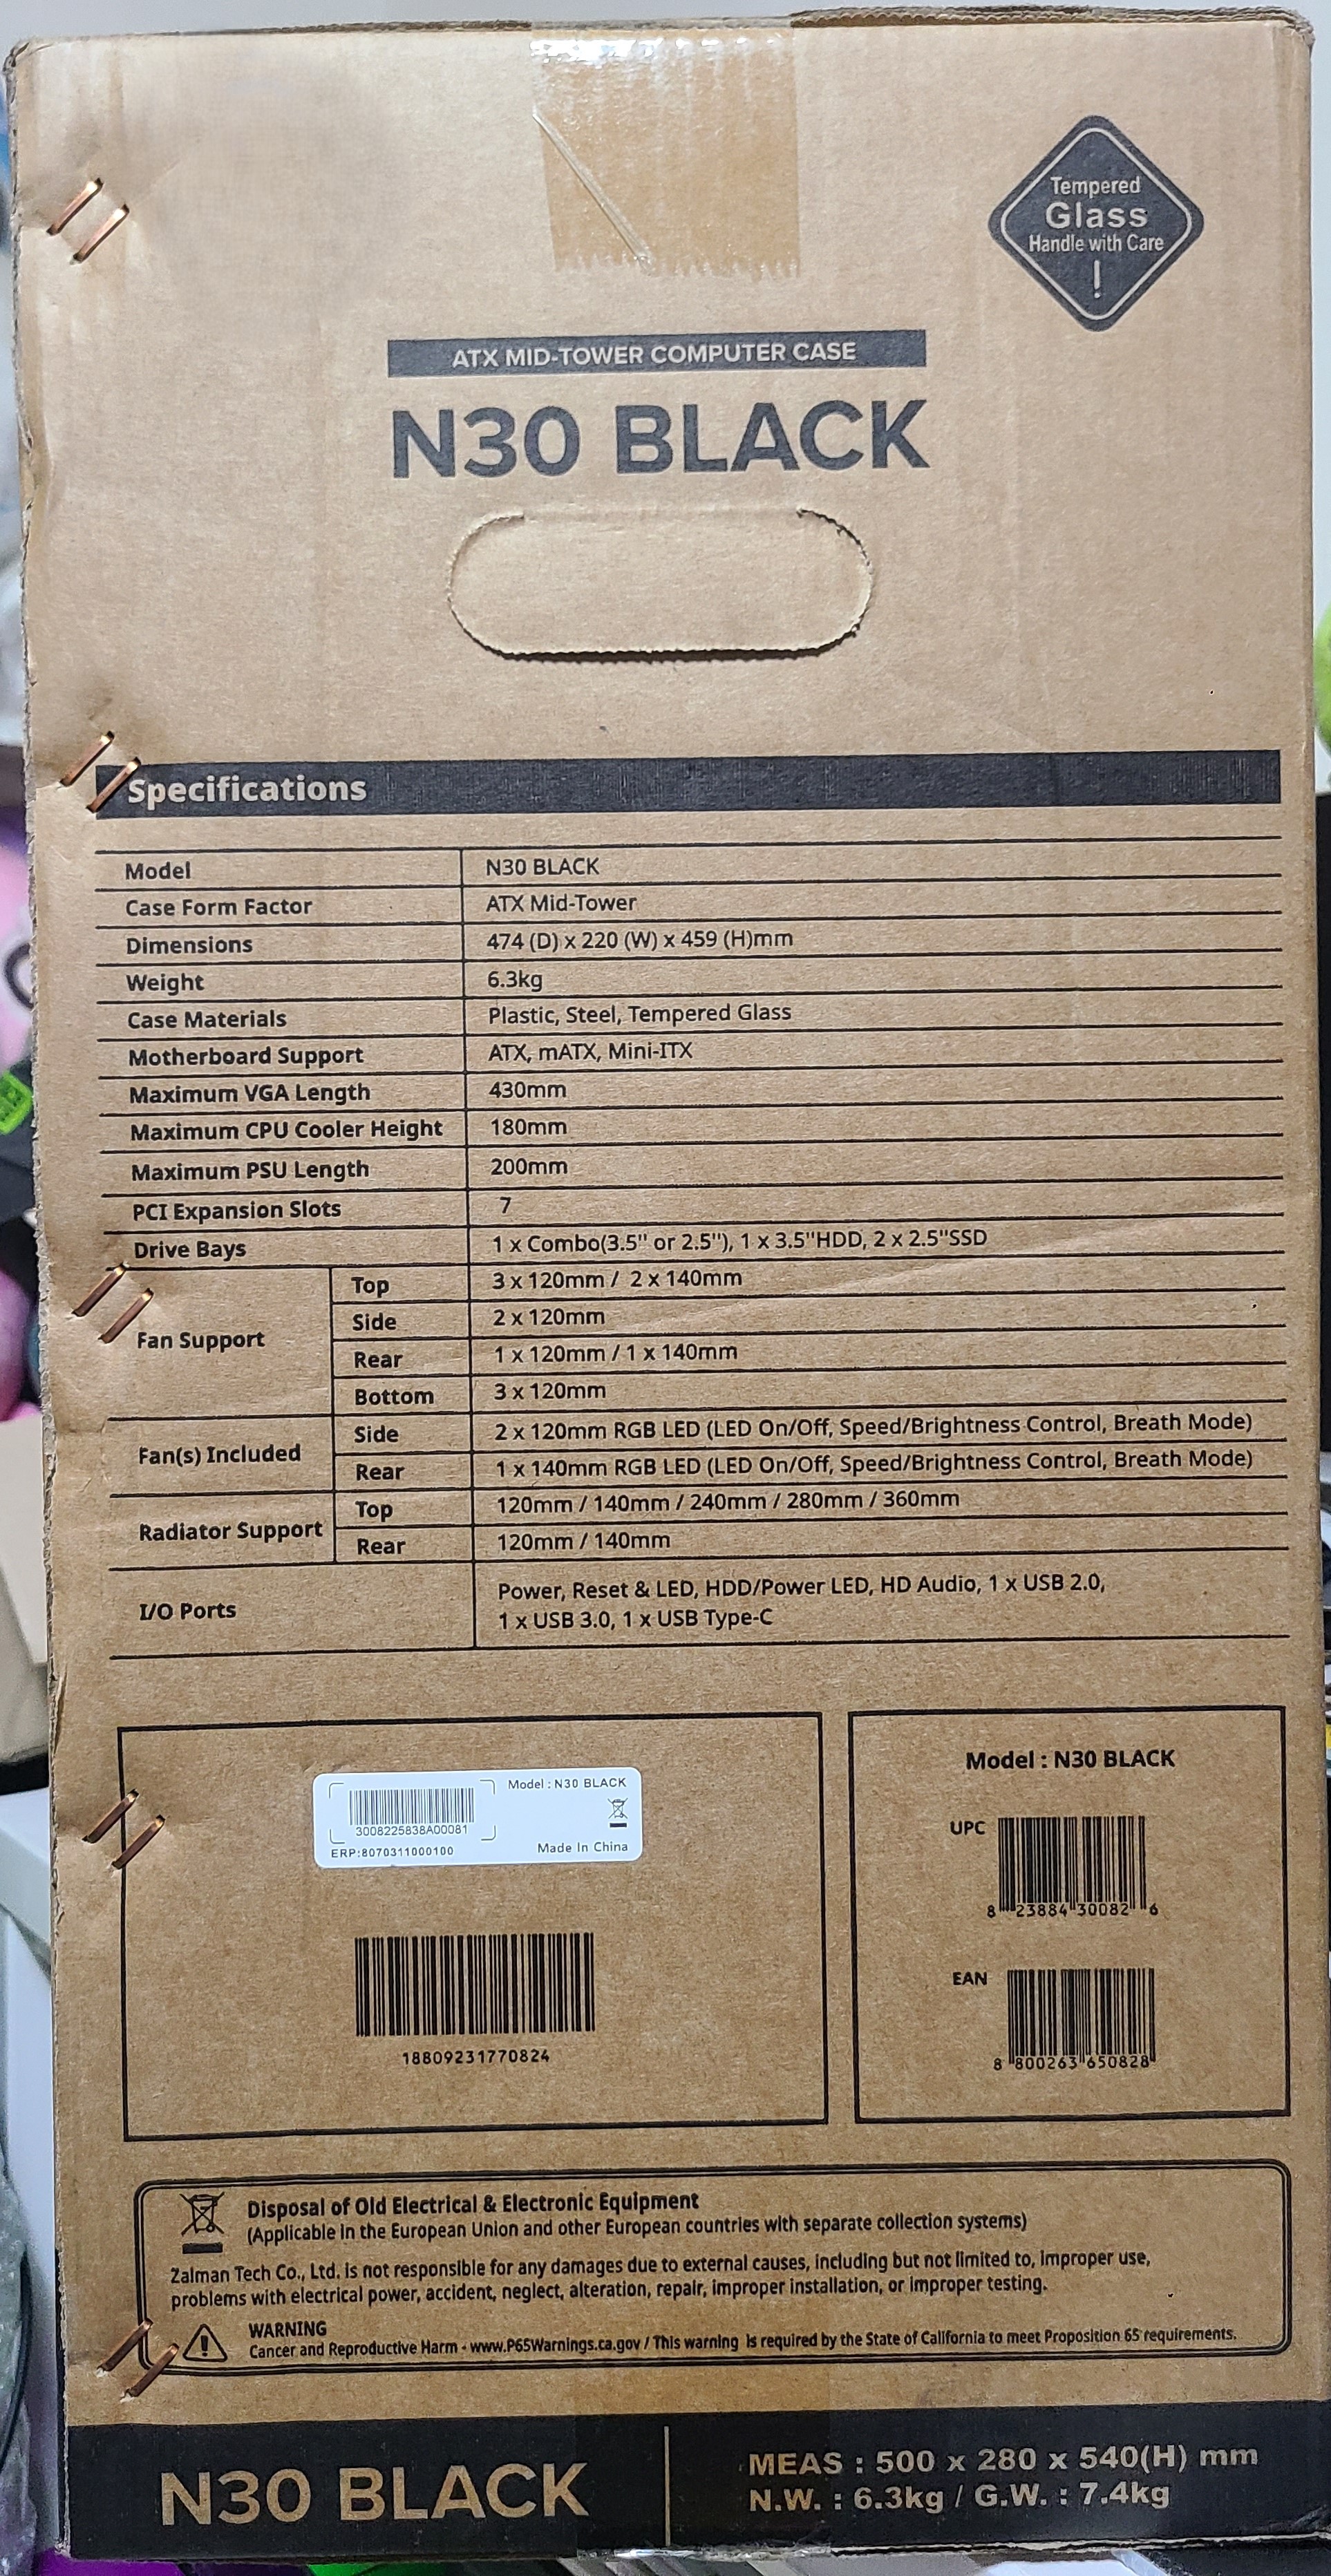 Tempered
Glass
Handle with Care
!
ATX MID-TOWER COMPUTER CASE
N30 BLACK
Specifications
Model N30 BLACK
Case Form Factor ATX Mid-Tower
Dimensions 474 (D) x 220 (W) x 459 (H)mm
Weight 6.3kg
Case Materials Plastic, Steel, Tempered Glass
Motherboard Support ATX, mATX, Mini-ITX
Maximum VGA Length 430mm
Maximum CPU Cooler Height 180mm
Maximum PSU Length 200mm
PCI Expansion Slots 7
Drive Bays 1 x Combo(3.5" or 2.5"), 1 x 3.5"HDD, 2 x 2.5"SSD
Fan Support
Top 3 x 120mm / 2 x 140mm
Side 2 x 120mm
Rear 1 x 120mm / 1 x 140mm
Bottom 3 x 120mm
Fan(s) Included
Side 2 x 120mm RGB LED (LED On/Off, Speed/Brightness Control, Breath Mode)
Rear 1 x 140mm RGB LED (LED On/Off, Speed/Brightness Control, Breath Mode)
Radiator Support
Top 120mm / 140mm / 240mm / 280mm / 360mm
Rear 120mm / 140mm
I/O Ports
Power, Reset & LED, HDD/Power LED, HD Audio, 1 x USB 2.0,
1 x USB 3.0, 1 x USB Type-C
Model : N30 BLACK
3008225838A00081
ERP:8070311000100
Made In China
18809231770824
Model : N30 BLACK
UPC
8 23884 30082 6
EAN
8 800263 650828
Disposal of Old Electrical & Electronic Equipment
(Applicable in the European Union and other European countries with separate collection systems)
Zalman Tech Co., Ltd. is not responsible for any damages due to external causes, including but not limited to, improper use,
problems with electrical power, accident, neglect, alteration, repair, improper installation, or improper testing.
WARNING
Cancer and Reproductive Harm - www.P65Warnings.ca.gov / This warning is required by the State of California to meet Proposition 65 requirements.
N30 BLACK
MEAS : 500 x 280 x 540(H) mm
N.W. : 6.3kg / G.W. : 7.4kg